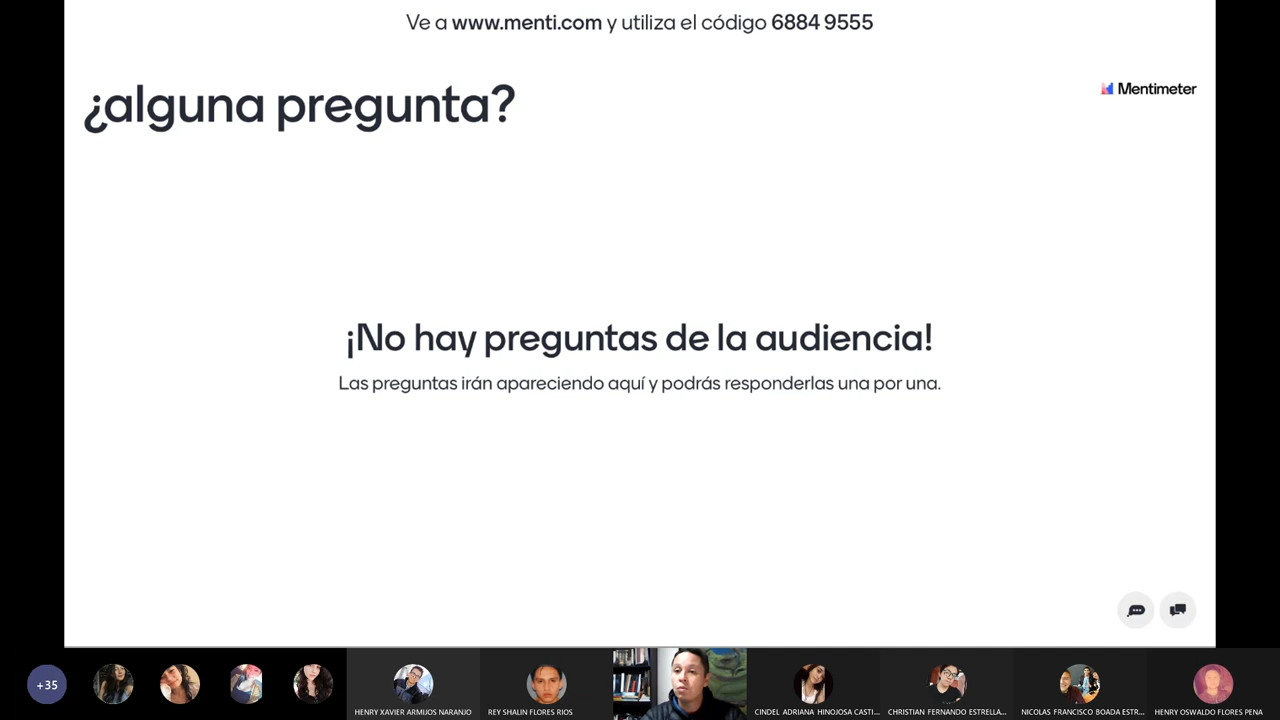 Ve a www.menti.com y utiliza el código 6884 9555
¿alguna pregunta?
Mentimeter
¡No hay preguntas de la audiencia!
Las preguntas irán apareciendo aquí y podrás responderlas una por una.
+35
HENRY XAVIER ARMIJOS NARANJO
REY SHALIN FLORES RIOS
CINDEL ADRIANA HINOJOSA CASTI...
CHRISTIAN FERNANDO ESTRELLA...
NICOLAS FRANCISCO BOADA ESTR...
HENRY OSWALDO FLORES PENA